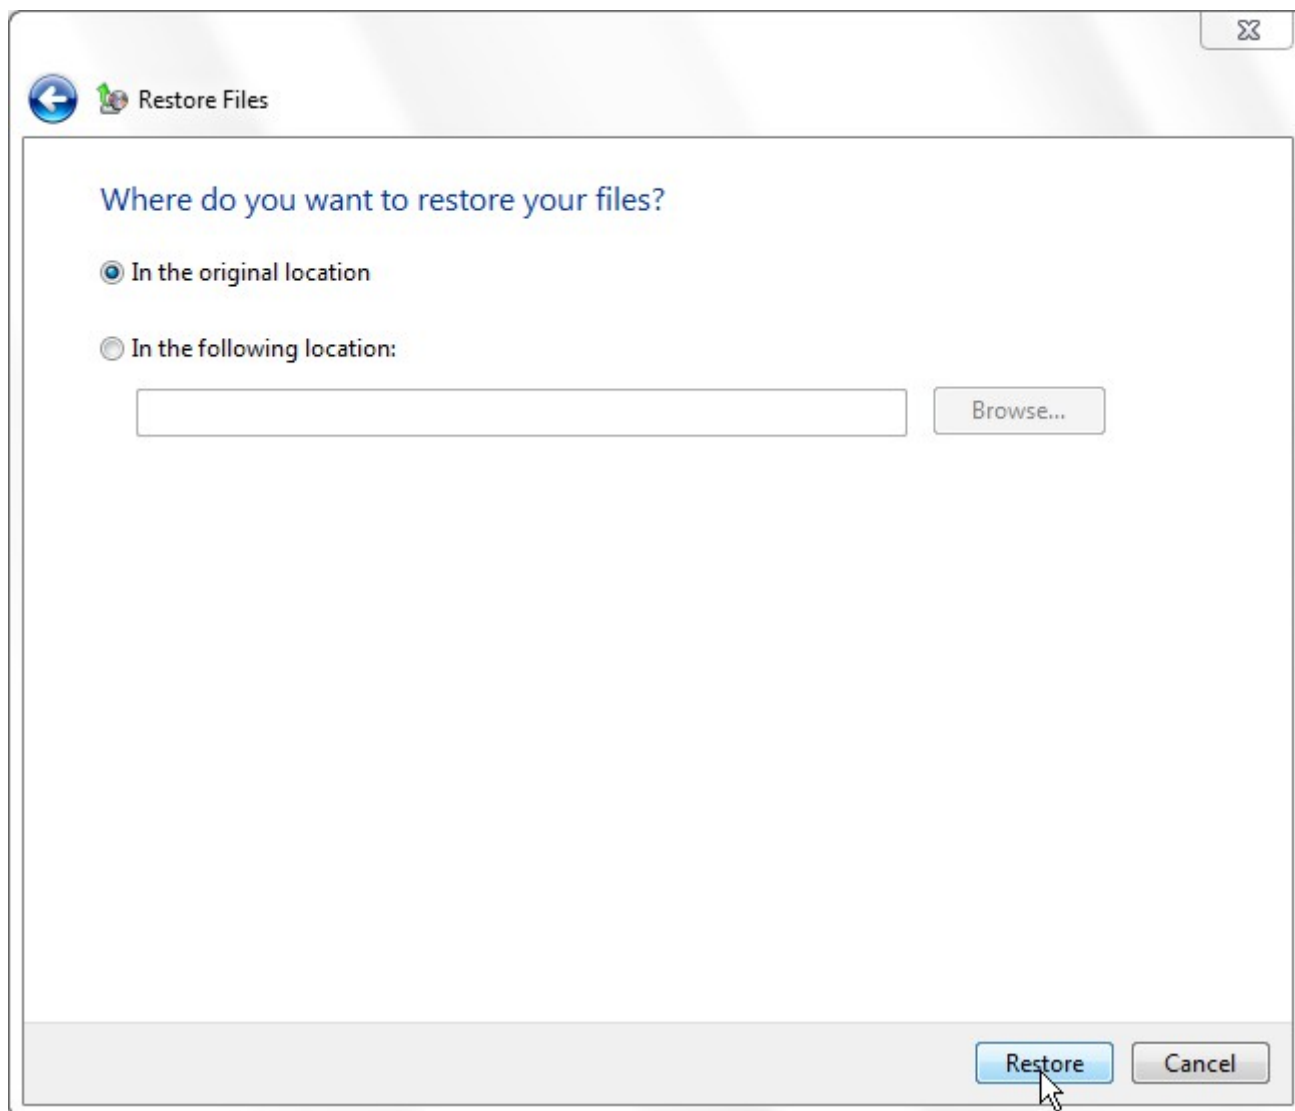 Restore Files
Where do you want to restore your files?
In the original location
In the following location:
Browse...
Restore
Cancel